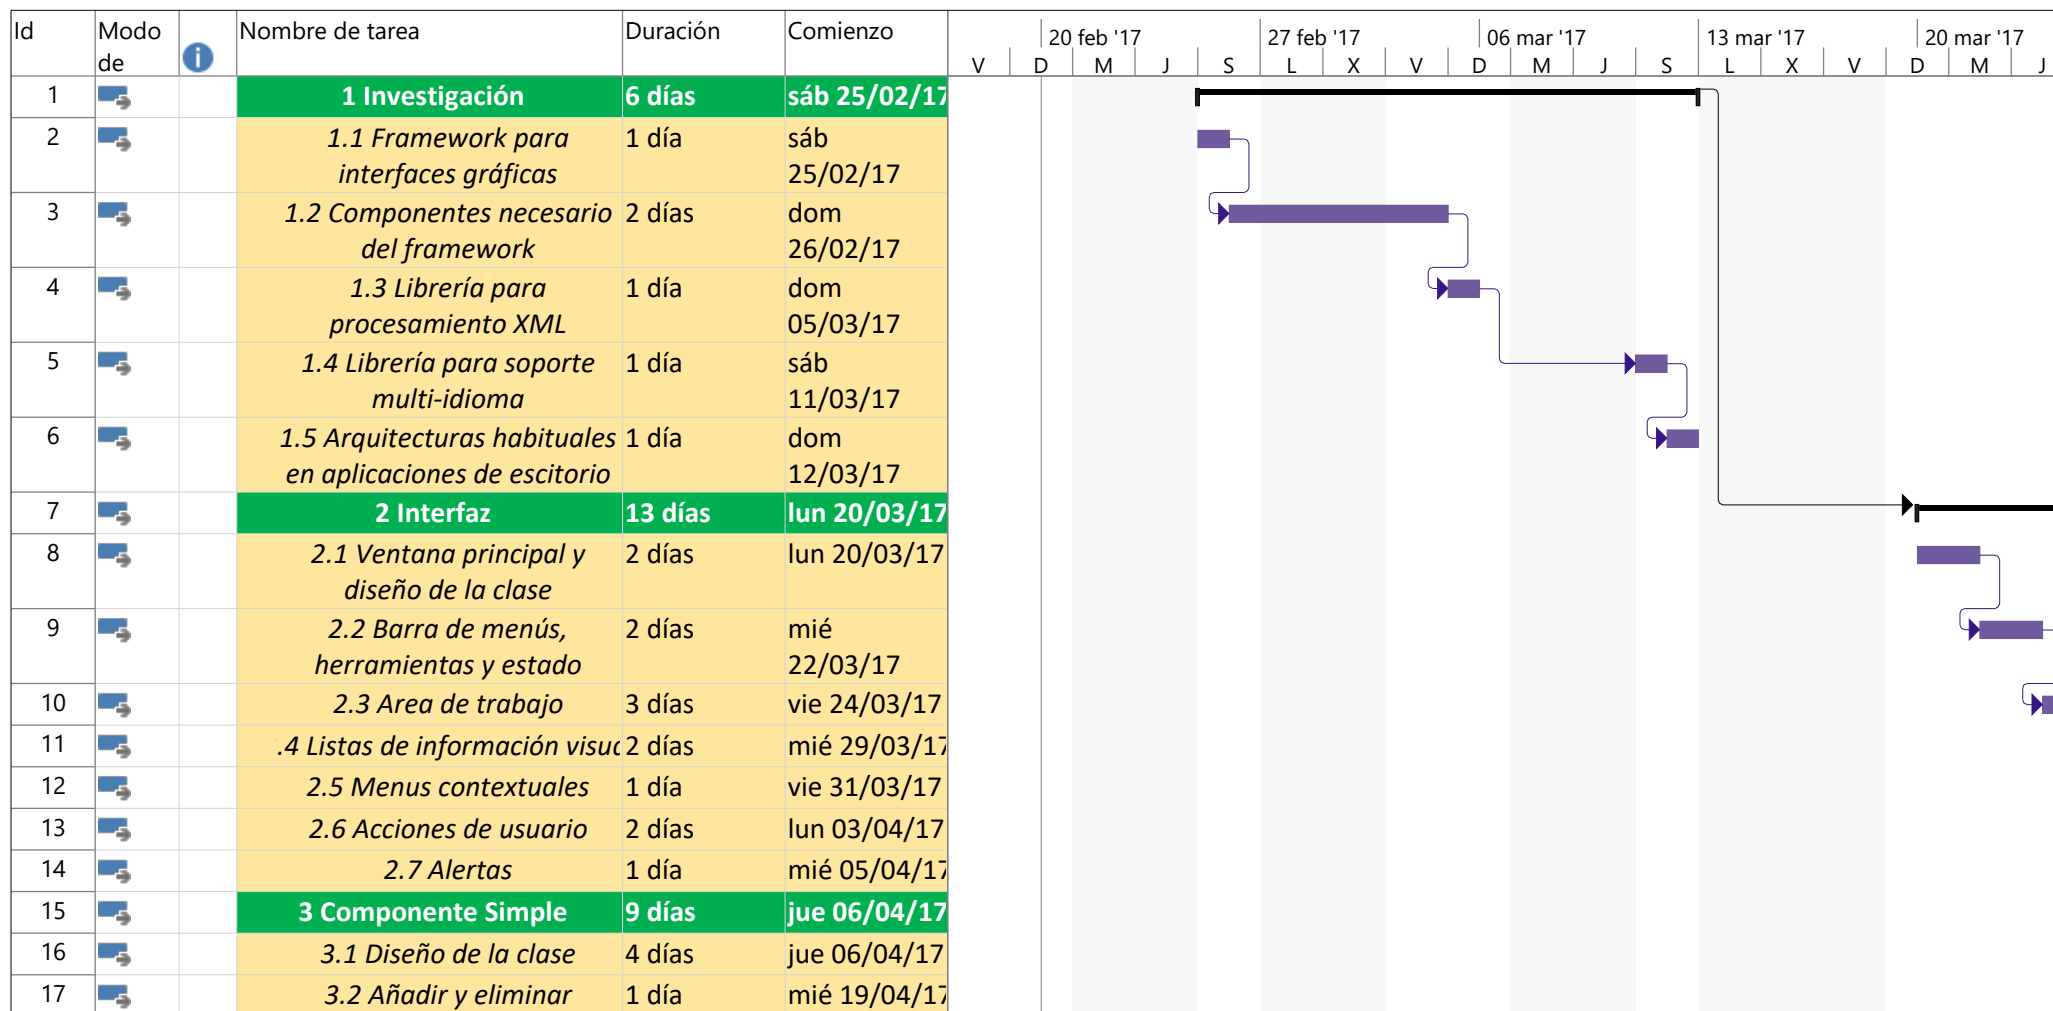 Id Modo de Nombre de tarea Duración Comienzo
20 feb '17 27 feb '17 06 mar '17 13 mar '17 20 mar '17
V D M J S L X V D M J S L X V D M J
1 1 Investigación 6 días sáb 25/02/17
2 1.1 Framework para 1 día sáb
interfaces gráficas 25/02/17
3 1.2 Componentes necesario 2 días dom
del framework 26/02/17
4 1.3 Librería para 1 día dom
procesamiento XML 05/03/17
5 1.4 Librería para soporte 1 día sáb
multi-idioma 11/03/17
6 1.5 Arquitecturas habituales 1 día dom
en aplicaciones de escitorio 12/03/17
7 2 Interfaz 13 días lun 20/03/17
8 2.1 Ventana principal y 2 días lun 20/03/17
diseño de la clase
9 2.2 Barra de menús, 2 días mié
herramientas y estado 22/03/17
10 2.3 Area de trabajo 3 días vie 24/03/17
11 .4 Listas de información visua 2 días mié 29/03/17
12 2.5 Menus contextuales 1 día vie 31/03/17
13 2.6 Acciones de usuario 2 días lun 03/04/17
14 2.7 Alertas 1 día mié 05/04/17
15 3 Componente Simple 9 días jue 06/04/17
16 3.1 Diseño de la clase 4 días jue 06/04/17
17 3.2 Añadir y eliminar 1 día mié 19/04/17